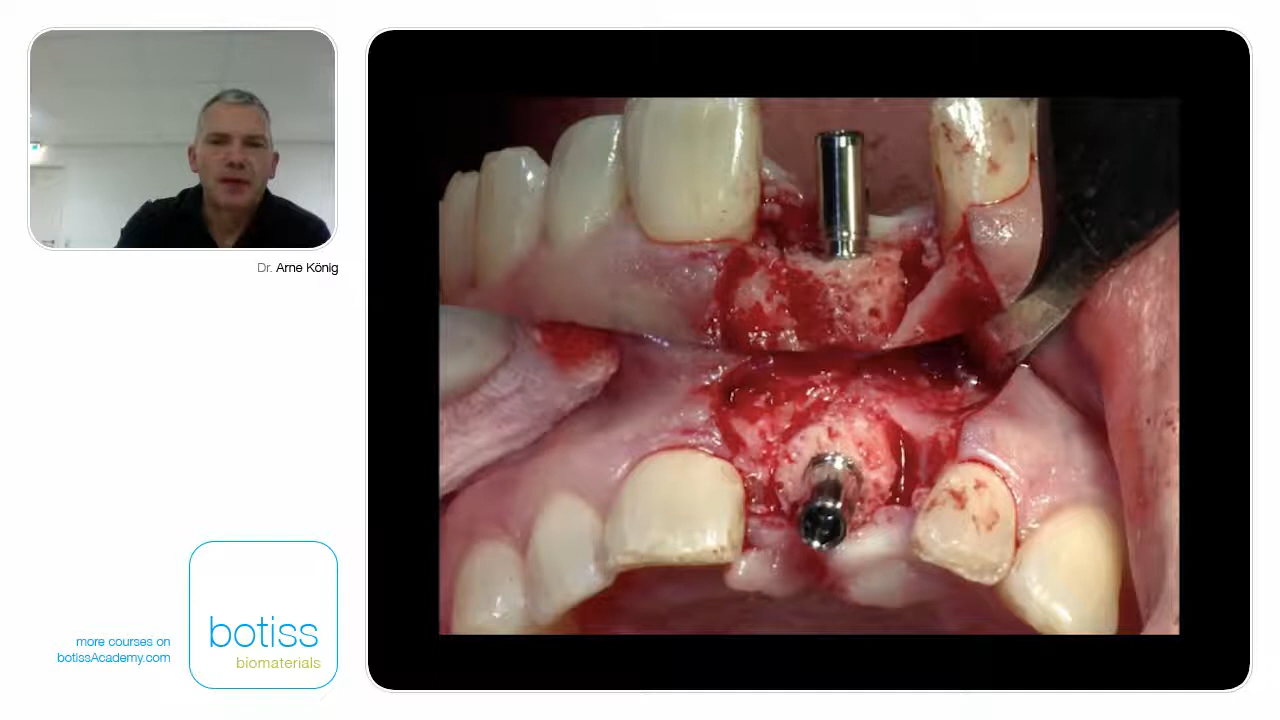 Dr. Arne König
more courses on
botissAcademy.com
botiss
biomaterials